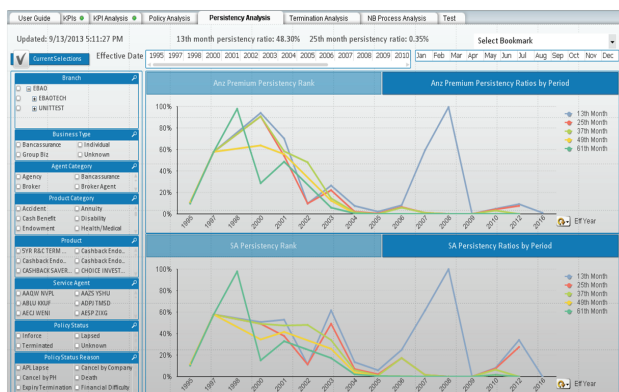 User Guide KPIs KPI Analysis Policy Analysis Persistency Analysis Termination Analysis NB Process Analysis Test
Updated: 9/13/2013 5:11:27 PM 13th month persistency ratio: 48.30% 25th month persistency ratio: 0.35% Select Bookmark
CurrentSelections Effective Date 1995 1996 1997 1998 1999 2000 2001 2002 2003 2004 2005 2006 2007 2008 2009 2010 Jan Feb Mar Apr May Jun Jul Aug Sep Oct Nov Dec
Branch
EBAO
EBAOTECH
UNITTEST
Business Type
Bancassurance Individual
Group Biz Unknown
Agent Category
Agency Bancassurance
Broker Broker Agent
Product Category
Accident Annuity
Cash Benefit Disability
Endowment Health/Medical
Product
5YR R&C TERM ... Cashback Endo...
Cashback Endo... Cashback Endo...
CASHBACK SAVER... CHOICE INVEST...
Service Agent
AAQW NVPL AAZS YSHU
ABLU KKUF ADPJ TMSD
AECJ WENI AESP ZIXG
Policy Status
Inforce Lapsed
Terminated Unknown
PolicyStatus Reason
APL Lapse Cancel by Company
Cancel by PH Death
Expiry Termination Financial Difficulty
Anz Premium Persistency Rank Anz Premium Persistency Ratios by Period
100%
80%
60%
40%
20%
0%
1995 1997 1998 2000 2001 2002 2003 2004 2005 2006 2007 2008 2009 2010 2012 2016
13th Month
25th Month
37th Month
49th Month
61th Month
Eff Year
SA Persistency Rank SA Persistency Ratios by Period
100%
80%
60%
40%
20%
0%
1995 1997 1998 2000 2001 2002 2003 2004 2005 2006 2007 2008 2009 2010 2012 2016
13th Month
25th Month
37th Month
49th Month
61th Month
Eff Year